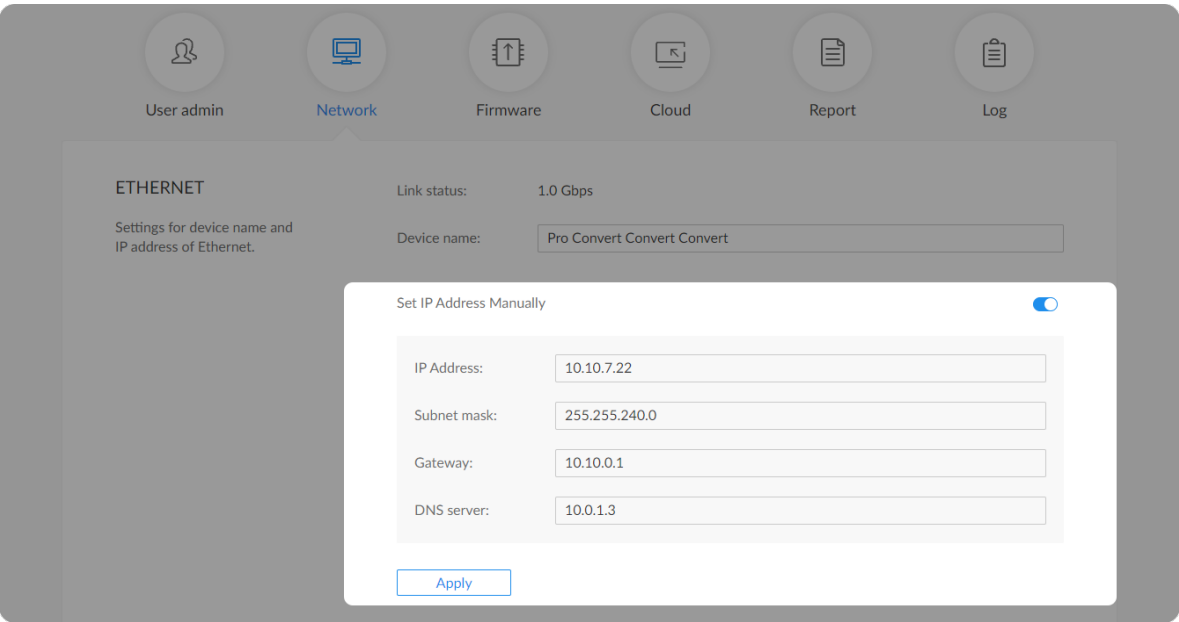 User admin
Network
Firmware
Cloud
Report
Log
ETHERNET
Settings for device name and
IP address of Ethernet.
Link status: 1.0 Gbps
Device name: Pro Convert Convert Convert
Set IP Address Manually
IP Address: 10.10.7.22
Subnet mask: 255.255.240.0
Gateway: 10.10.0.1
DNS server: 10.0.1.3
Apply